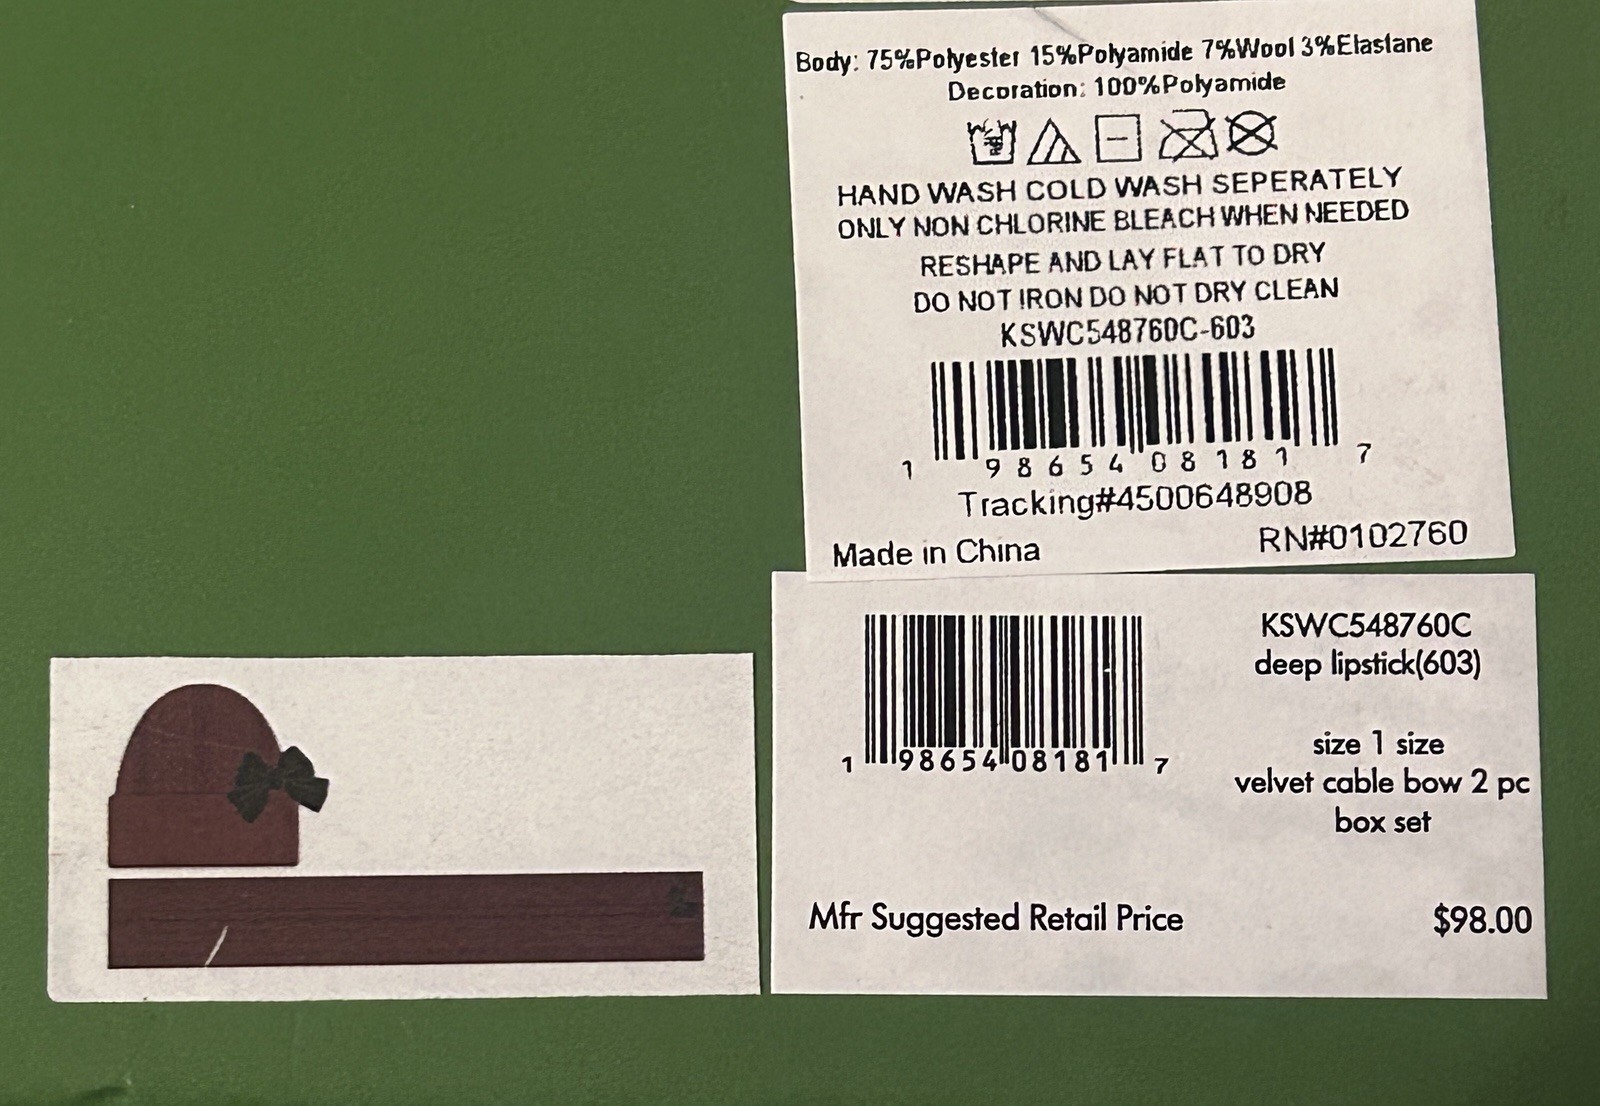 Body: 75%Polyester 15%Polyamide 7%Wool 3%Elastane
Decoration: 100%Polyamide
HAND WASH COLD WASH SEPERATELY
ONLY NON CHLORINE BLEACH WHEN NEEDED
RESHAPE AND LAY FLAT TO DRY
DO NOT IRON DO NOT DRY CLEAN
KSWC548760C-603
1 98654 08181 7
Tracking#4500648908
Made in China RN#0102760
KSWC548760C
deep lipstick(603)
1 98654 08181 7
size 1 size
velvet cable bow 2 pc
box set
Mfr Suggested Retail Price $98.00